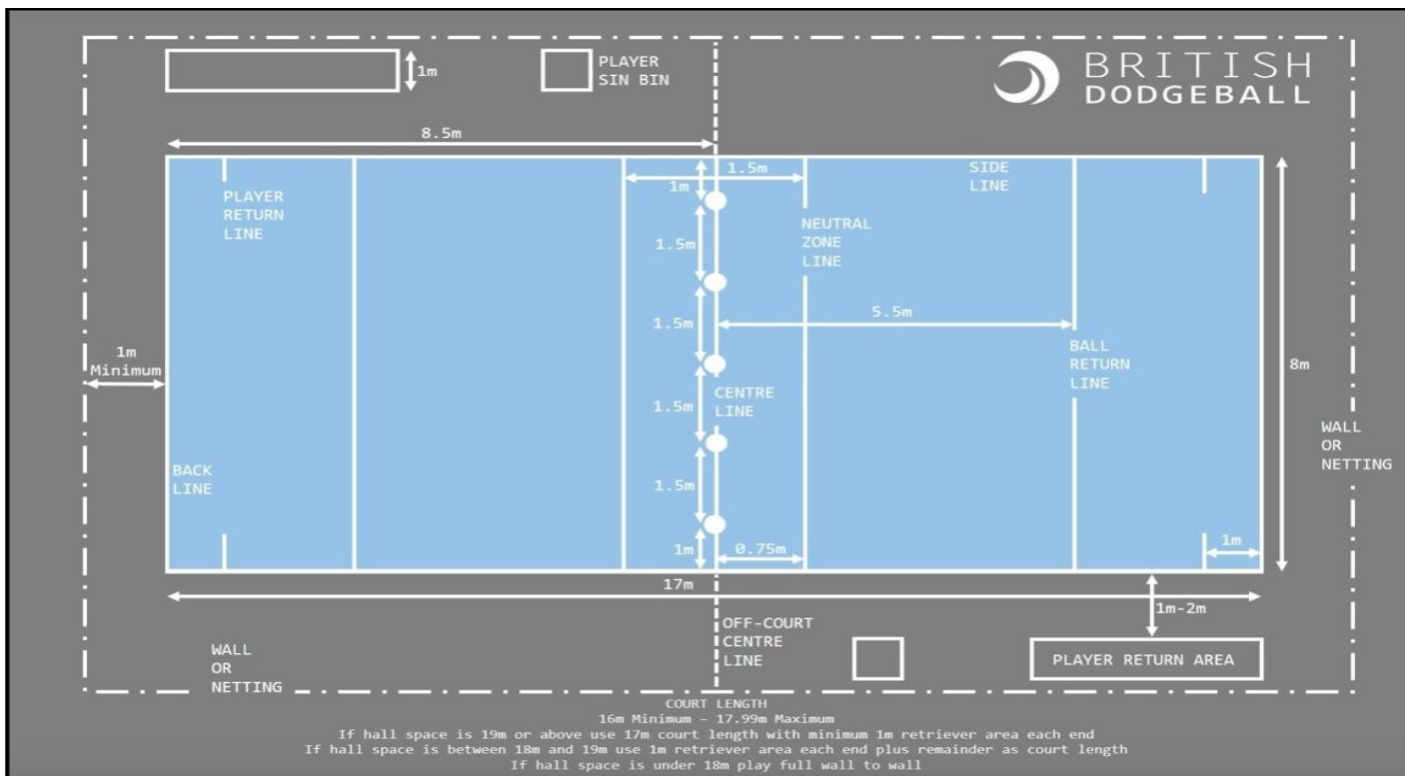 1m
PLAYER
SIN BIN
BRITISH
DODGEBALL
8.5m
PLAYER
RETURN
LINE
1m
1.5m
SIDE
LINE
NEUTRAL
ZONE
LINE
1.5m
1.5m
5.5m
1m
Minimum
BALL
RETURN
LINE
8m
CENTRE
LINE
1.5m
WALL
OR
NETTING
BACK
LINE
1.5m
1m
0.75m
1m
17m
1m-2m
OFF-COURT
CENTRE
LINE
WALL
OR
NETTING
PLAYER RETURN AREA
COURT LENGTH
16m Minimum – 17.99m Maximum
If hall space is 19m or above use 17m court length with minimum 1m retriever area each end
If hall space is between 18m and 19m use 1m retriever area each end plus remainder as court length
If hall space is under 18m play full wall to wall